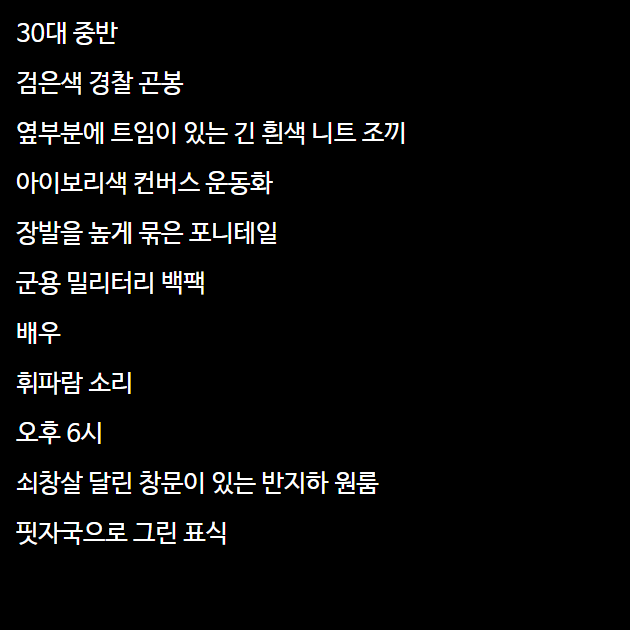 30대 중반
검은색 경찰 곤봉
옆부분에 트임이 있는 긴 흰색 니트 조끼
아이보리색 컨버스 운동화
장발을 높게 묶은 포니테일
군용 밀리터리 백팩
배우
휘파람 소리
오후 6시
쇠창살 달린 창문이 있는 반지하 원룸
핏자국으로 그린 표식